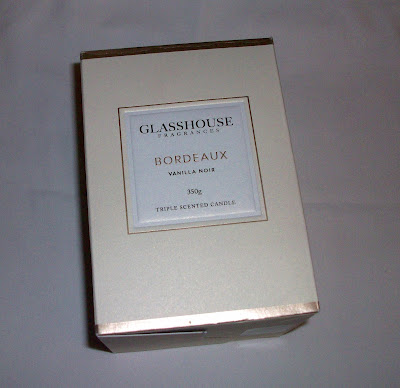 GLASSHOUSE
FRAGRANCES
BORDEAUX
VANILLA NOIR
350g
TRIPLE SCENTED CANDLE